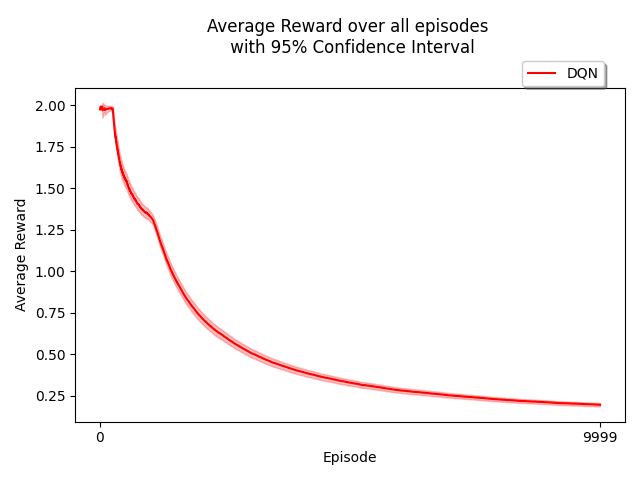 Average Reward over all episodes
with 95% Confidence Interval
DQN
2.00
1.75
1.50
1.25
1.00
0.75
0.50
0.25
Average Reward
0
9999
Episode